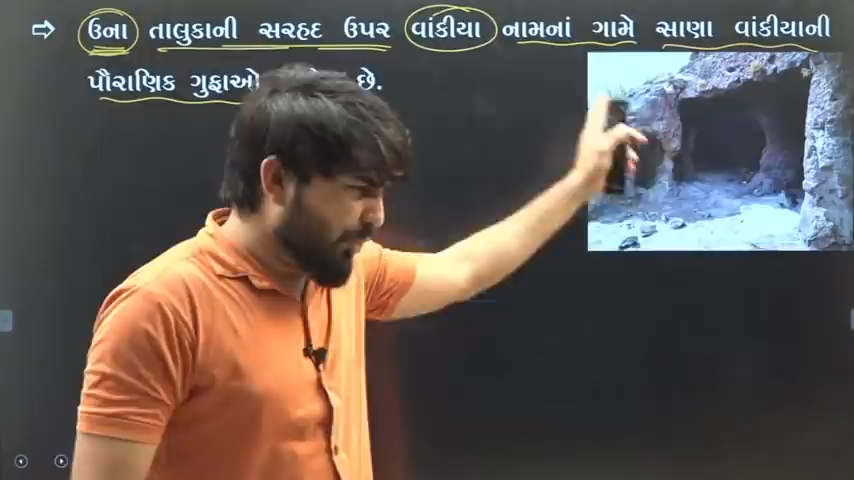 ⇨ ઉના તાલુકાની સરહદ ઉપર વાંકીયા નામનાં ગામે સાણા વાંકીયાની
પૌરાણિક ગુફાઓ છે.